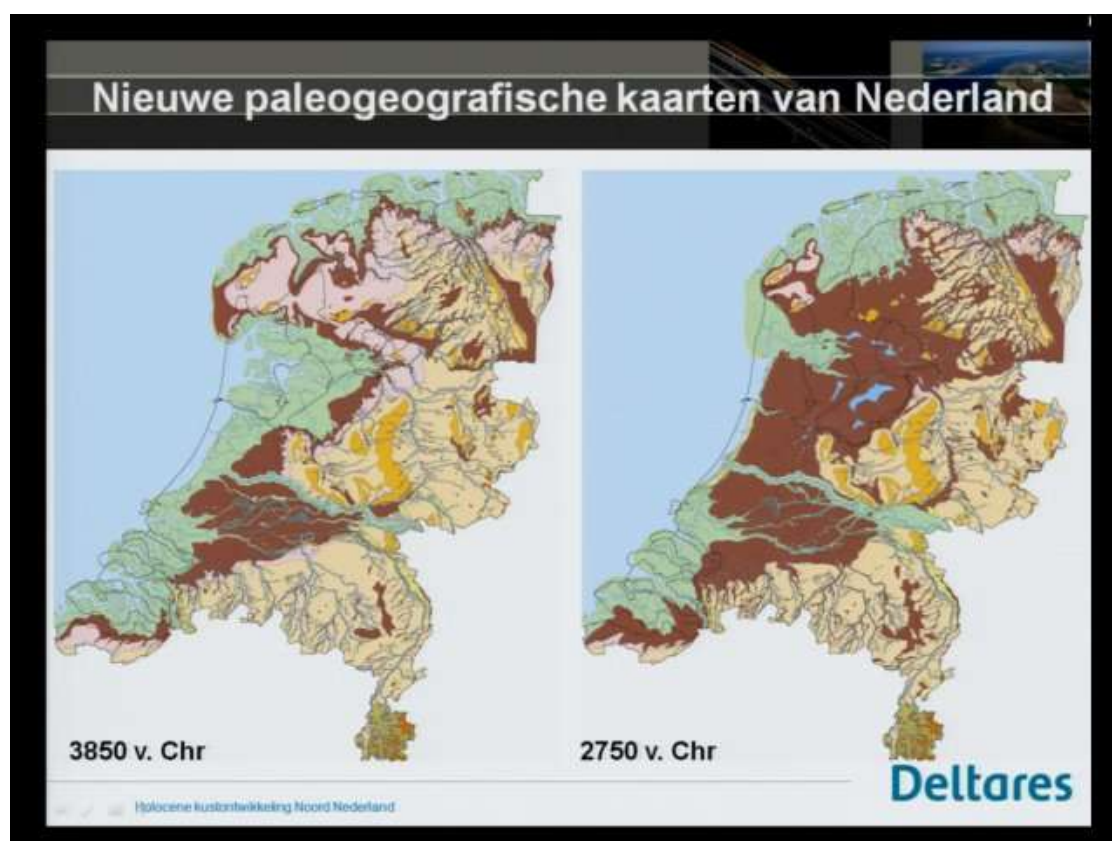 Nieuwe paleogeografische kaarten van Nederland
3850 v. Chr
2750 v. Chr
Deltares
Holocene kustontwikkeling Noord Nederland